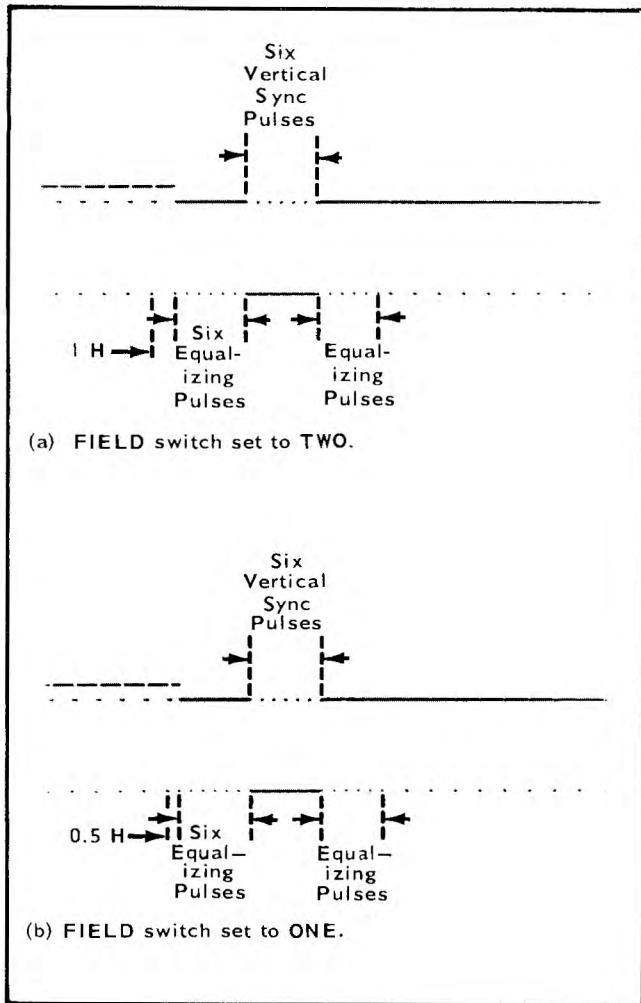 Six
Vertical
Sync
Pulses
1 H
Six
Equal-
izing
Pulses
Equal-
izing
Pulses
(a) FIELD switch set to TWO.
Six
Vertical
Sync
Pulses
0.5 H
Six
Equal—
izing
Pulses
Equal—
izing
Pulses
(b) FIELD switch set to ONE.